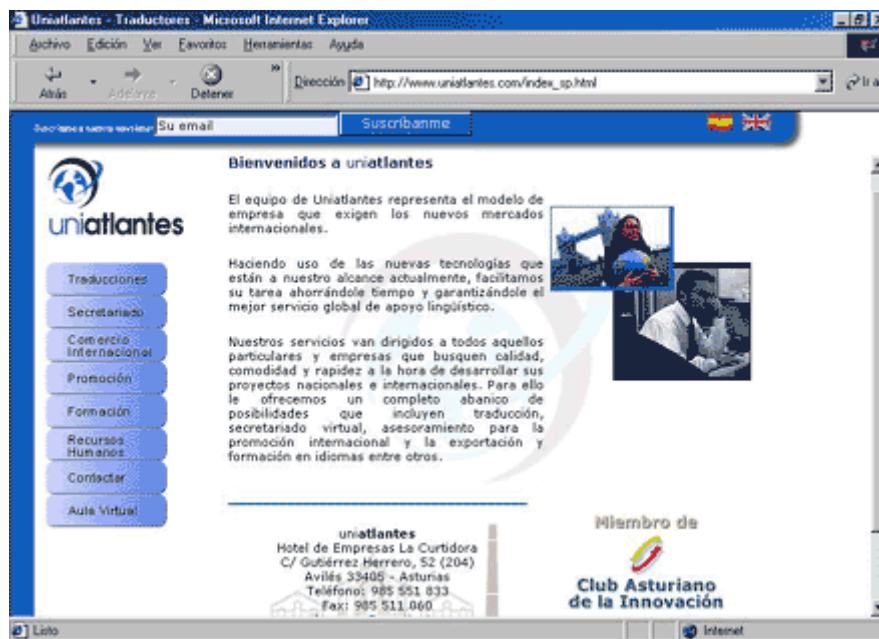 Uniatlantes - Traductores - Microsoft Internet Explorer
Archivo Edición Ver Favoritos Herramientas Ayuda
Atrás Adelante Detener » Dirección http://www.uniatlantes.com/index_sp.html Ir a
Su email Suscríbanme
uniatlantes
Traducciones
Secretariado
Comercio
Internacional
Promoción
Formación
Recursos
Humanos
Contactar
Aula Virtual
Bienvenidos a uniatlantes
El equipo de Uniatlantes representa el modelo de
empresa que exigen los nuevos mercados
internacionales.
Haciendo uso de las nuevas tecnologías que
están a nuestro alcance actualmente, facilitamos
su tarea ahorrándole tiempo y garantizándole el
mejor servicio global de apoyo lingüístico.
Nuestros servicios van dirigidos a todos aquellos
particulares y empresas que busquen calidad,
comodidad y rapidez a la hora de desarrollar sus
proyectos nacionales e internacionales. Para ello
le ofrecemos un completo abanico de
posibilidades que incluyen traducción,
secretariado virtual, asesoramiento para la
promoción internacional y la exportación y
formación en idiomas entre otros.
uniatlantes
Hotel de Empresas La Curtidora
C/ Gutiérrez Herrero, 52 (204)
Avilés 33405 - Asturias
Teléfono: 985 551 833
Fax: 985 511 060
Miembro de
Club Asturiano
de la Innovación
Listo Internet